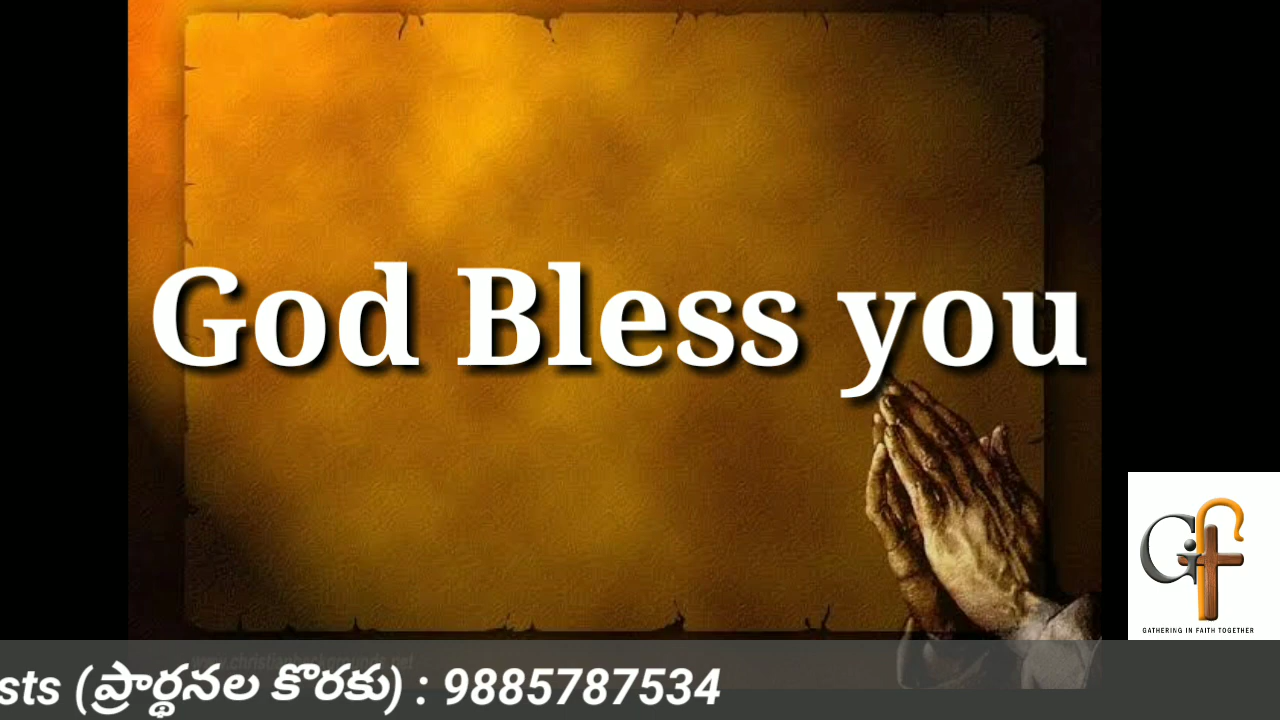 God Bless you
GATHERING IN FAITH TOGETHER
sts (ప్రార్థనల కొరకు) : 9885787534